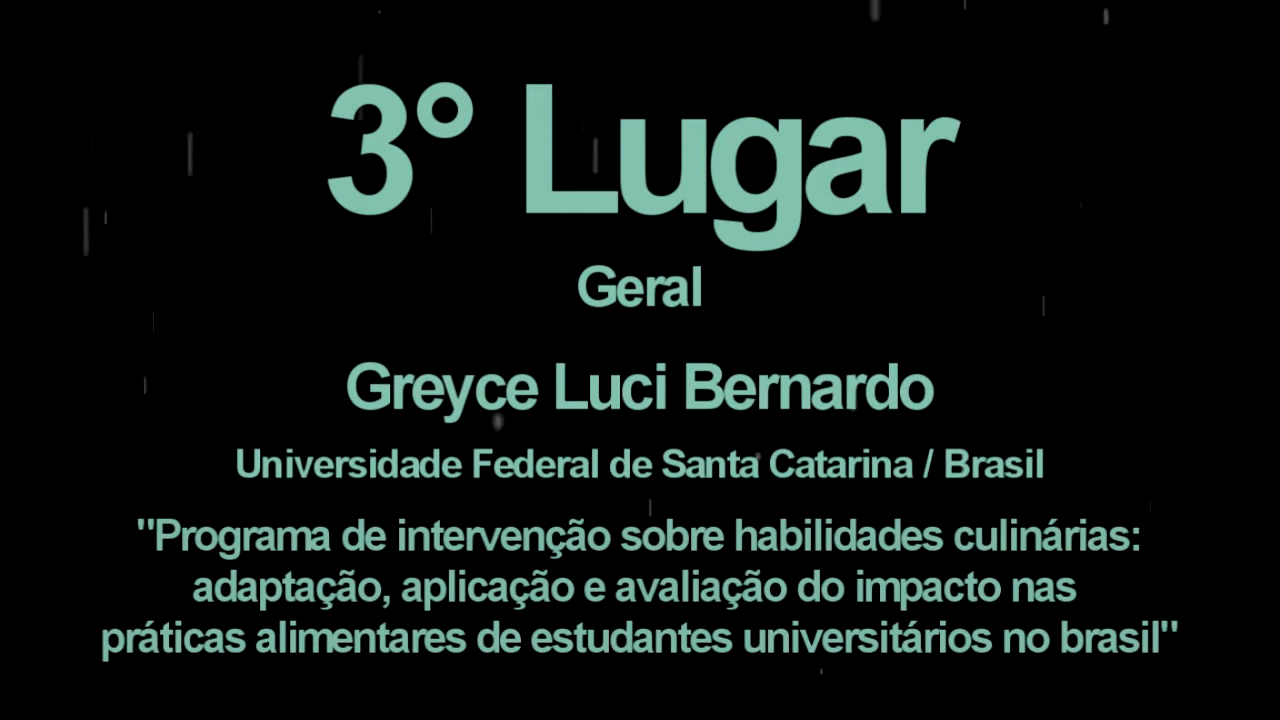 3° Lugar
Geral
Greyce Luci Bernardo
Universidade Federal de Santa Catarina / Brasil
"Programa de intervenção sobre habilidades culinárias:
adaptação, aplicação e avaliação do impacto nas
práticas alimentares de estudantes universitários no brasil"